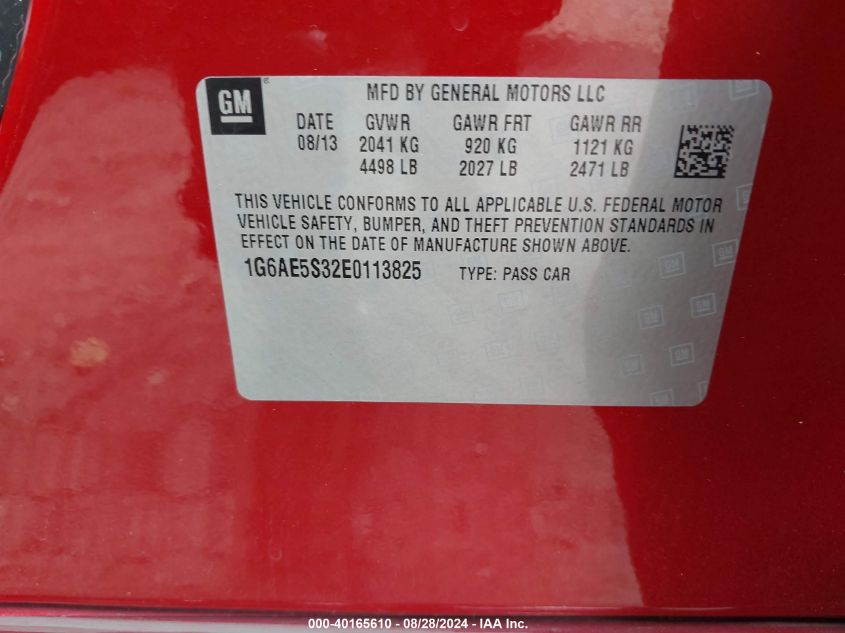 GM
®
MFD BY GENERAL MOTORS LLC
DATE GVWR GAWR FRT GAWR RR
08/13 2041 KG 920 KG 1121 KG
4498 LB 2027 LB 2471 LB
THIS VEHICLE CONFORMS TO ALL APPLICABLE U.S. FEDERAL MOTOR
VEHICLE SAFETY, BUMPER, AND THEFT PREVENTION STANDARDS IN
EFFECT ON THE DATE OF MANUFACTURE SHOWN ABOVE.
1G6AE5S32E0113825 TYPE: PASS CAR
000-40165610 / 08/28/2024 - IAA Inc.